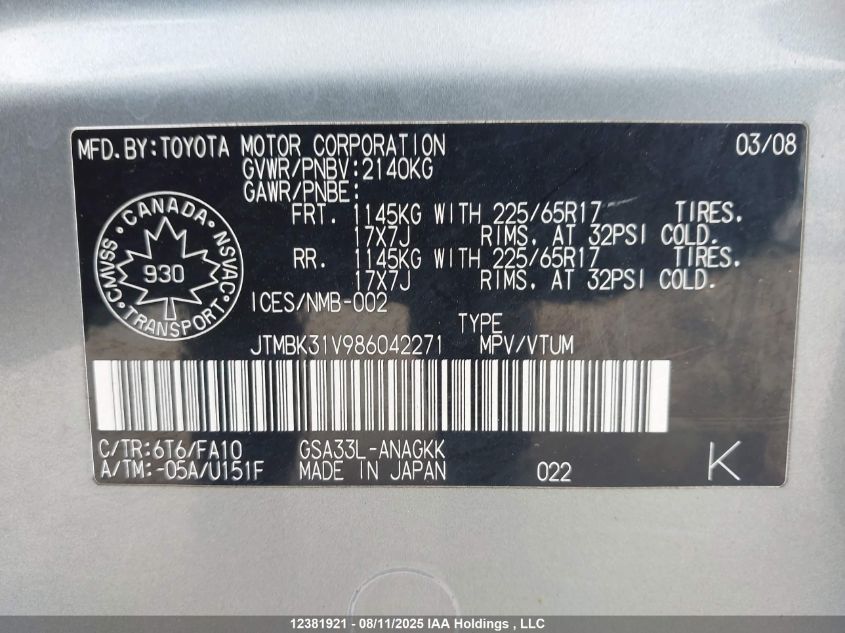 MFD.BY:TOYOTA MOTOR CORPORATION 03/08
GVWR/PNBV:2140KG
GAWR/PNBE:
FRT. 1145KG WITH 225/65R17 TIRES.
17X7J RIMS. AT 32PSI COLD.
RR. 1145KG WITH 225/65R17 TIRES.
17X7J RIMS. AT 32PSI COLD.
CANADA
CMVSS 930 NSVAC
TRANSPORT
ICES/NMB-002
TYPE
JTMBK31V986042271 MPV/VTUM
C/TR:6T6/FA10 GSA33L-ANAGKK
A/TM:-05A/U151F MADE IN JAPAN 022 K
12381921 - 08/11/2025 IAA Holdings , LLC